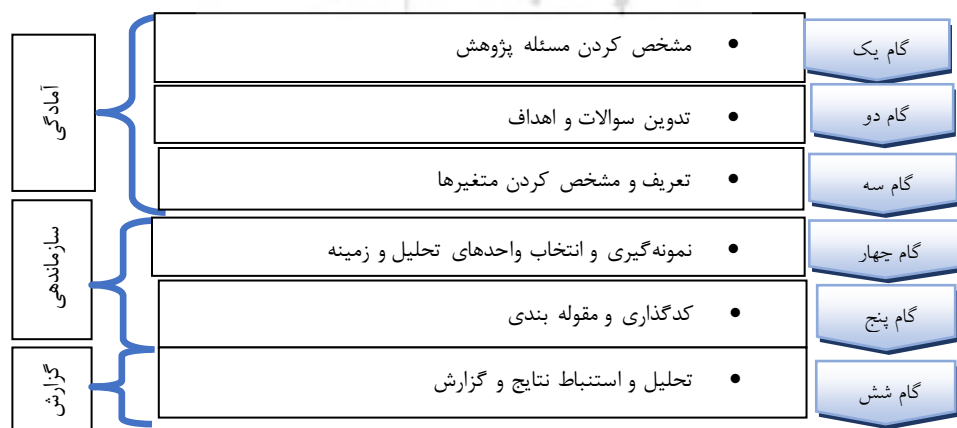 گام یک
مشخص کردن مسئله پژوهش
گام دو
تدوین سوالات و اهداف
گام سه
تعریف و مشخص کردن متغیرها
آمادگی
گام چهار
نمونه‌گیری و انتخاب واحدهای تحلیل و زمینه
گام پنج
کدگذاری و مقوله بندی
سازماندهی
گام شش
تحلیل و استنباط نتایج و گزارش
گزارش